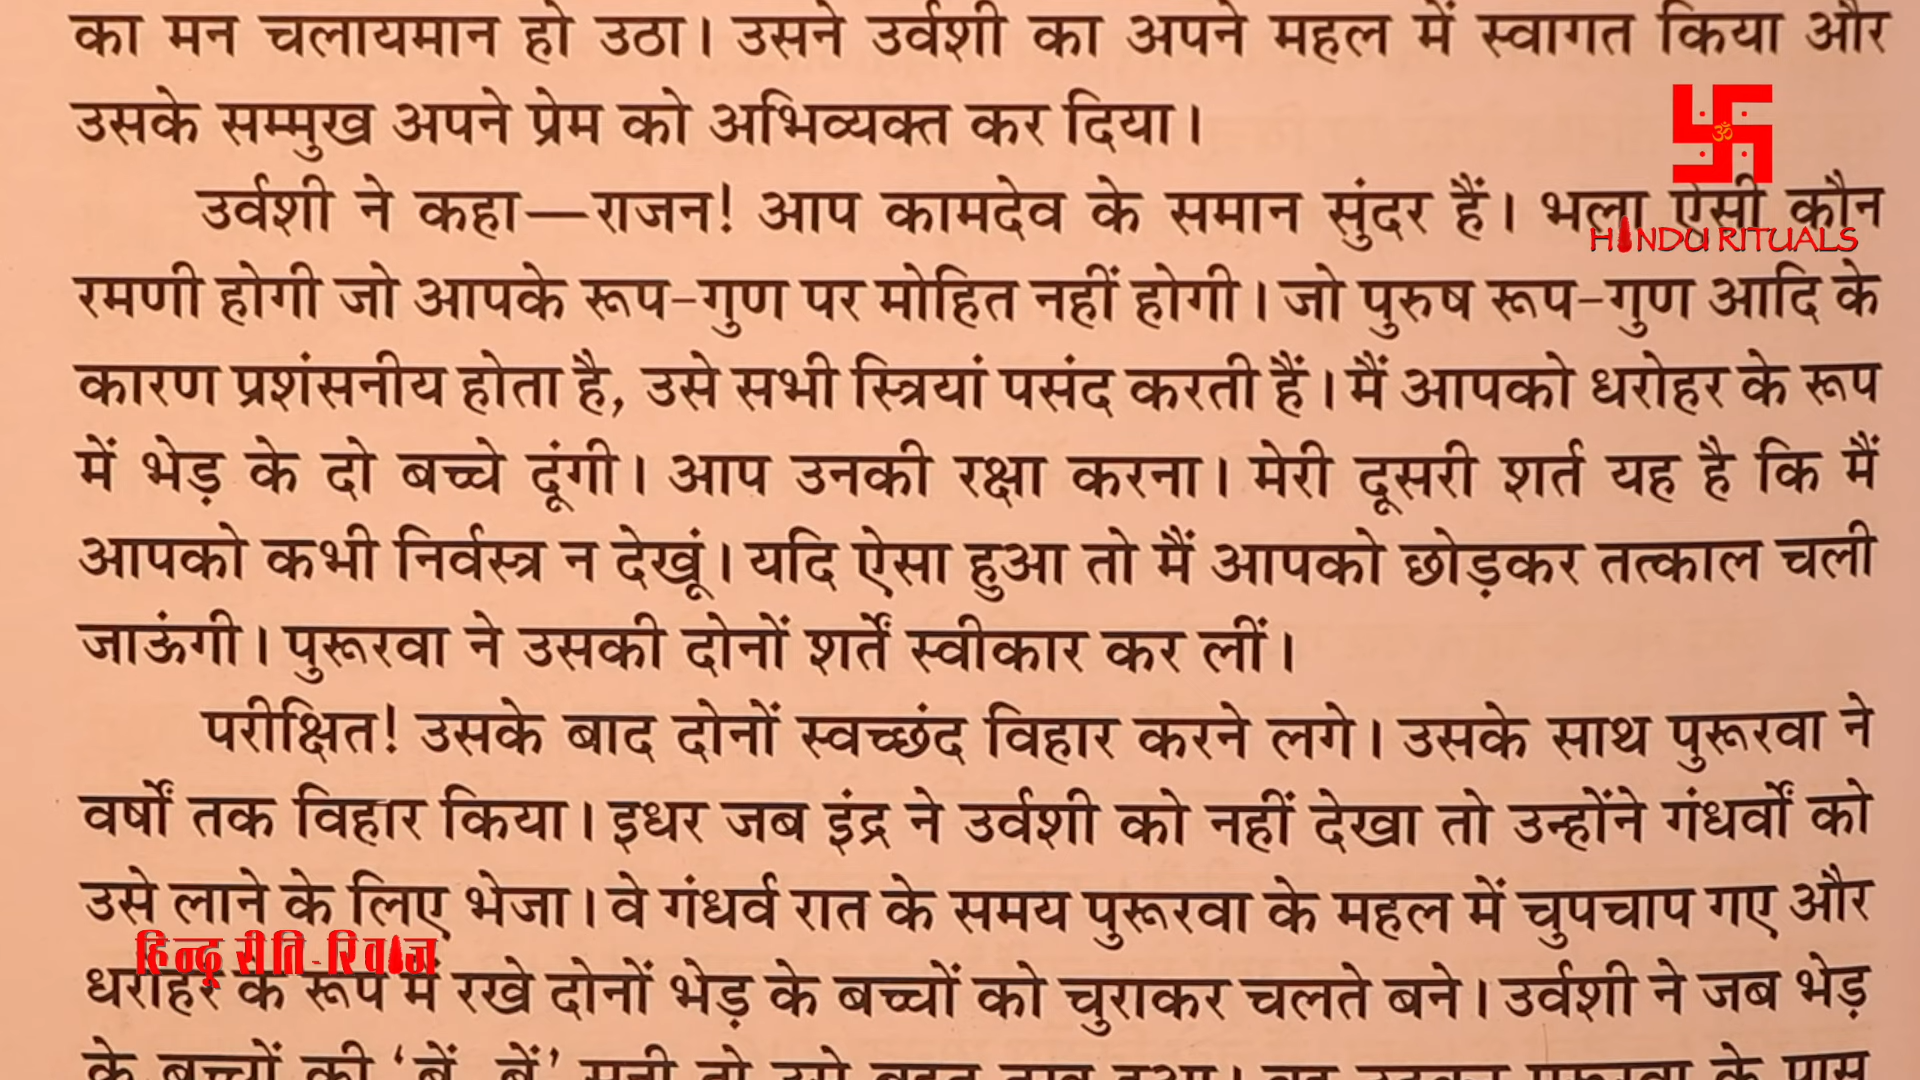 का मन चलायमान हो उठा। उसने उर्वशी का अपने महल में स्वागत किया और
उसके सम्मुख अपने प्रेम को अभिव्यक्त कर दिया।
ॐ
उर्वशी ने कहा—राजन! आप कामदेव के समान सुंदर हैं। भला ऐसी कौन
HINDU RITUALS
रमणी होगी जो आपके रूप-गुण पर मोहित नहीं होगी। जो पुरुष रूप-गुण आदि के
कारण प्रशंसनीय होता है, उसे सभी स्त्रियां पसंद करती हैं। मैं आपको धरोहर के रूप
में भेड़ के दो बच्चे दूंगी। आप उनकी रक्षा करना। मेरी दूसरी शर्त यह है कि मैं
आपको कभी निर्वस्त्र न देखूं। यदि ऐसा हुआ तो मैं आपको छोड़कर तत्काल चली
जाऊंगी। पुरूरवा ने उसकी दोनों शर्तें स्वीकार कर लीं।
परीक्षित! उसके बाद दोनों स्वच्छंद विहार करने लगे। उसके साथ पुरूरवा ने
वर्षों तक विहार किया। इधर जब इंद्र ने उर्वशी को नहीं देखा तो उन्होंने गंधर्वों को
उसे लाने के लिए भेजा। वे गंधर्व रात के समय पुरूरवा के महल में चुपचाप गए और
हिन्दू रीति-रिवाज
धरोहर के रूप में रखे दोनों भेड़ के बच्चों को चुराकर चलते बने। उर्वशी ने जब भेड़
के बच्चों की 'बें बें'